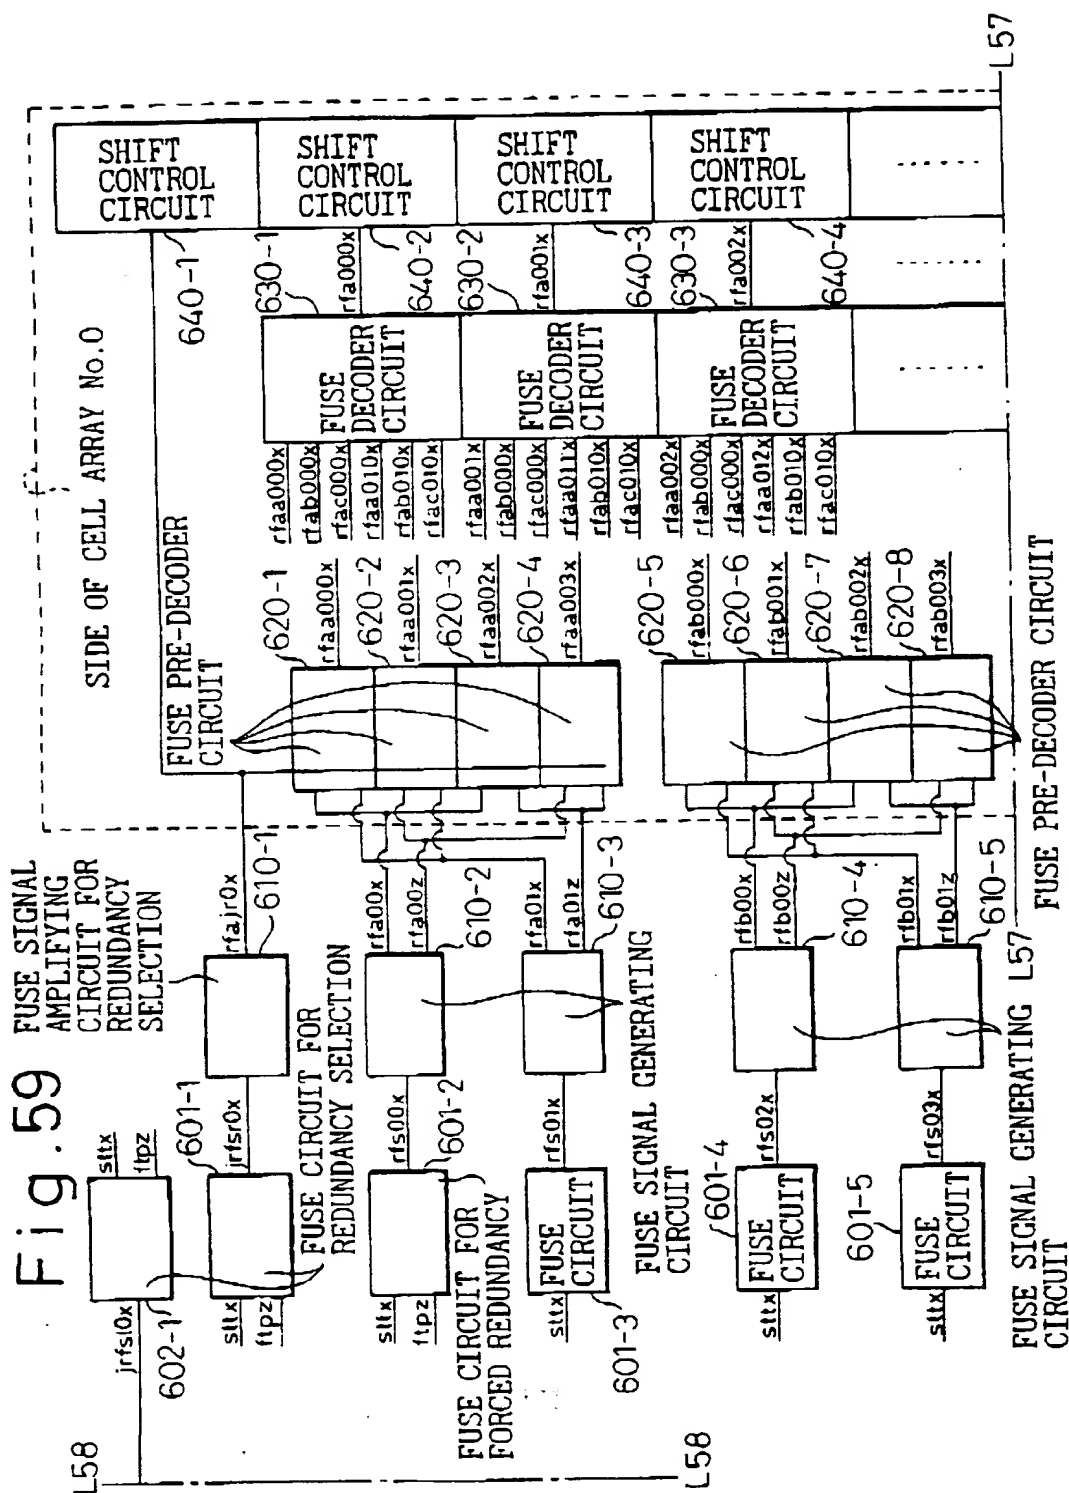 Fig.59
FUSE SIGNAL
AMPLIFYING
CIRCUIT FOR
REDUNDANCY
SELECTION
SIDE OF CELL ARRAY No.0
FUSE PRE-DECODER
CIRCUIT
L57
SHIFT
CONTROL
CIRCUIT
SHIFT
CONTROL
CIRCUIT
SHIFT
CONTROL
CIRCUIT
SHIFT
CONTROL
CIRCUIT
640-1
630-1
rfa000x
640-2
630-2
rfa001x
640-3
630-3
rfa002x
640-4
FUSE
DECODER
CIRCUIT
FUSE
DECODER
CIRCUIT
FUSE
DECODER
CIRCUIT
rfaa000x
rfab000x
rfac000x
rfaa010x
rfab010x
rfac010x
rfaa001x
rfab000x
rfac000x
rfaa011x
rfab010x
rfac010x
rfaa002x
rfab000x
rfac000x
rfaa012x
rfab010x
rfac010x
620-1
rfaa000x
620-2
rfaa001x
620-3
rfaa002x
620-4
rfaa003x
620-5
rfab000x
620-6
rfab001x
620-7
rfab002x
620-8
rfab003x
FUSE PRE-DECODER CIRCUIT
rfajr0x
610-1
rfa00x
rfa00z
610-2
rfa01x
rfa01z
610-3
rfb00x
rfb00z
610-4
rfb01x
rfb01z
610-5
L57
sttx
ftpz
jrfsl0x
602-1
601-1
jrfsr0x
sttx
ftpz
FUSE CIRCUIT FOR
REDUNDANCY SELECTION
rfs00x
601-2
sttx
ftpz
FUSE CIRCUIT FOR
FORCED REDUNDANCY
rfs01x
FUSE
CIRCUIT
sttx
601-3
FUSE SIGNAL GENERATING
CIRCUIT
rfs02x
601-4
FUSE
CIRCUIT
sttx
rfs03x
601-5
FUSE
CIRCUIT
sttx
FUSE SIGNAL GENERATING
CIRCUIT
L58
L58